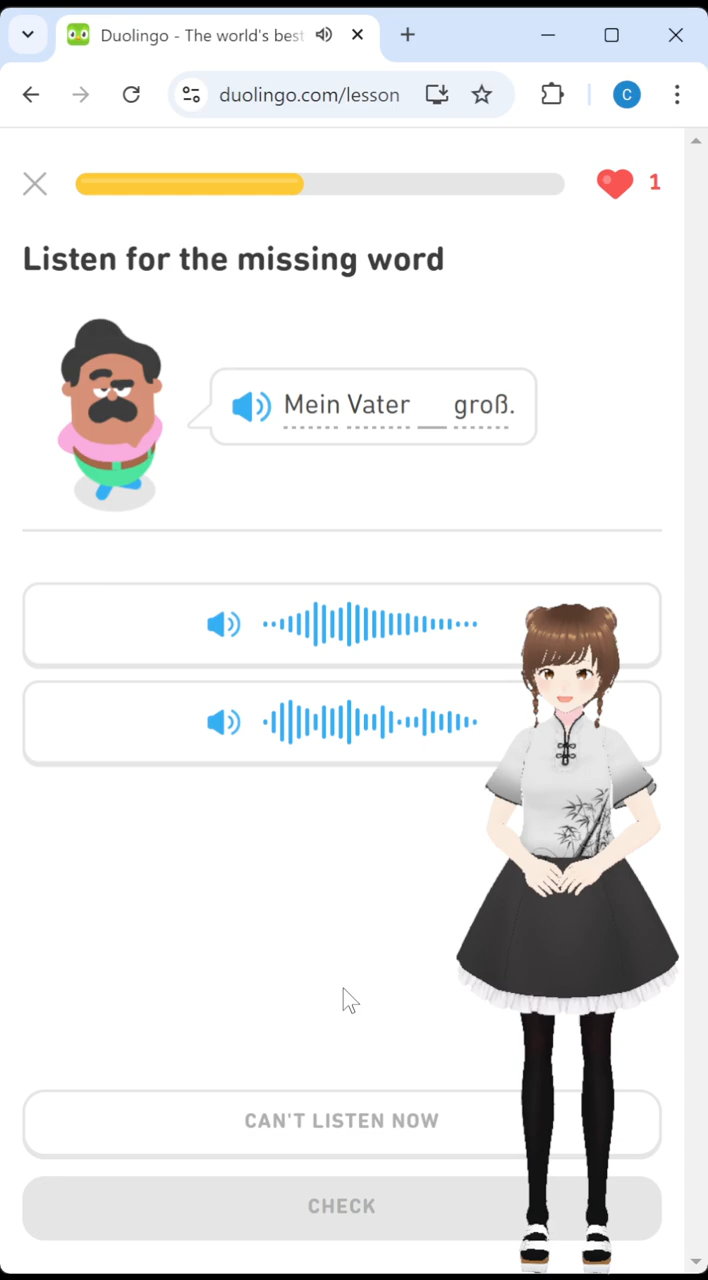 Duolingo - The world's best
duolingo.com/lesson
C
1
Listen for the missing word
Mein Vater __ groß.
CAN'T LISTEN NOW
CHECK